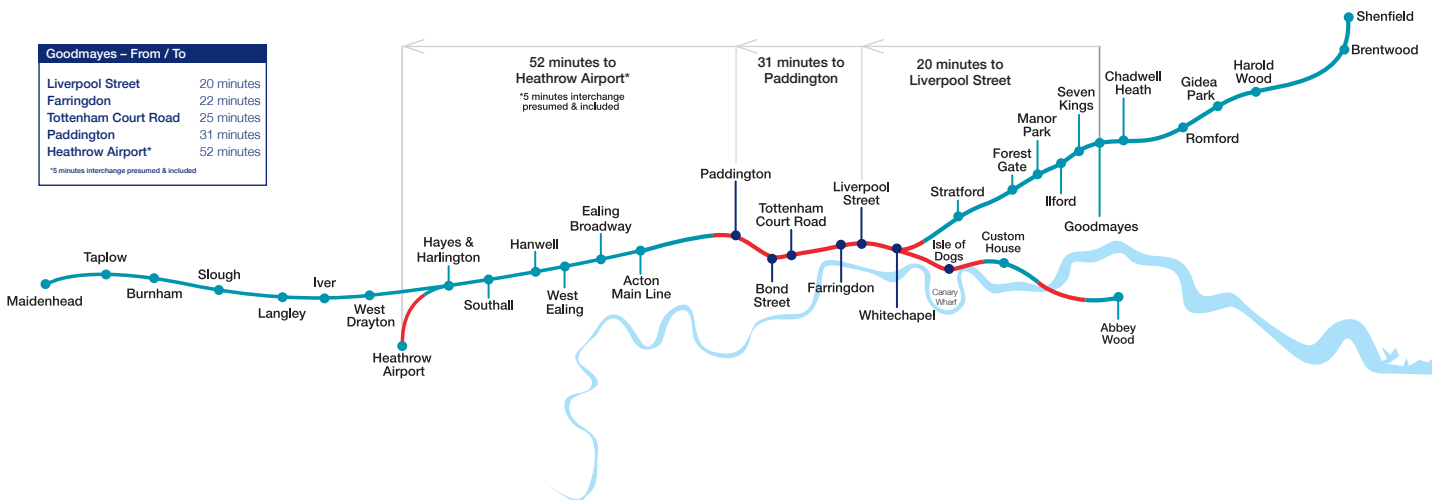 Goodmayes – From / To
Liverpool Street 20 minutes
Farringdon 22 minutes
Tottenham Court Road 25 minutes
Paddington 31 minutes
Heathrow Airport* 52 minutes
*5 minutes interchange presumed & included
52 minutes to
Heathrow Airport*
*5 minutes interchange
presumed & included
31 minutes to
Paddington
20 minutes to
Liverpool Street
Maidenhead
Taplow
Burnham
Slough
Langley
Iver
West
Drayton
Heathrow
Airport
Hayes &
Harlington
Southall
Hanwell
West
Ealing
Ealing
Broadway
Acton
Main Line
Paddington
Bond
Street
Tottenham
Court Road
Farringdon
Liverpool
Street
Whitechapel
Stratford
Forest
Gate
Manor
Park
Ilford
Seven
Kings
Goodmayes
Chadwell
Heath
Romford
Gidea
Park
Harold
Wood
Brentwood
Shenfield
Isle of
Dogs
Canary
Wharf
Custom
House
Abbey
Wood